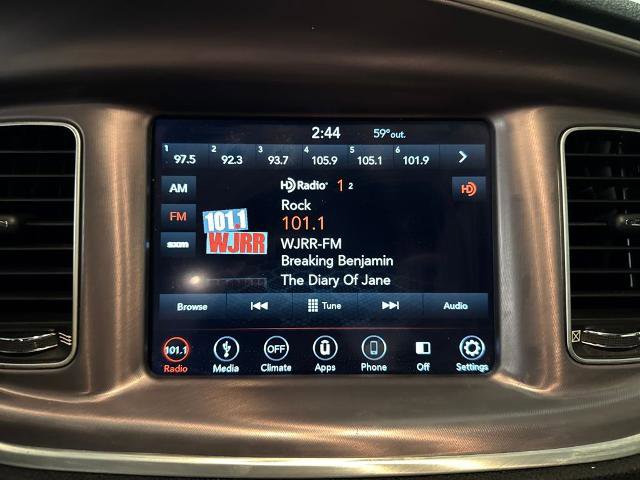 2:44 59° out.
1 97.5 2 92.3 3 93.7 4 105.9 5 105.1 6 101.9
AM
HD Radio 1 2
HD
Rock
FM
101.1
101.1
WJRR
WJRR-FM
sxm
Breaking Benjamin
The Diary Of Jane
Browse Tune Audio
101.1 OFF
Radio Media Climate Apps Phone Off Settings